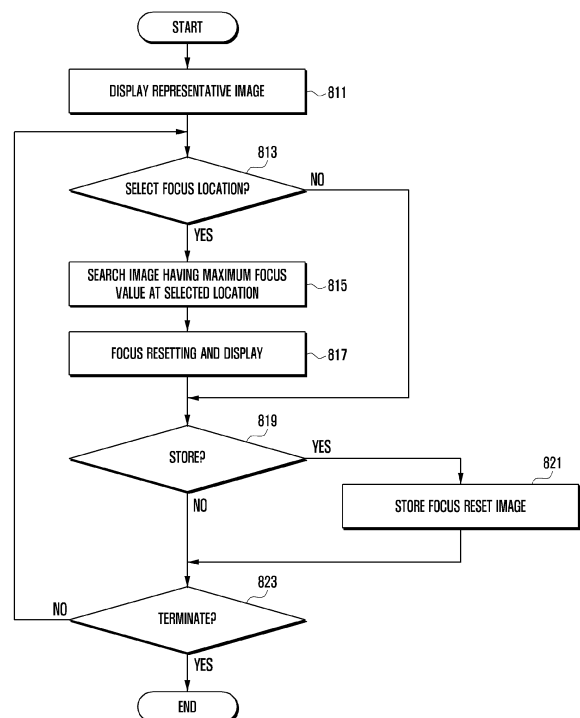 START
DISPLAY REPRESENTATIVE IMAGE
811
813
SELECT FOCUS LOCATION?
NO
YES
SEARCH IMAGE HAVING MAXIMUM FOCUS
VALUE AT SELECTED LOCATION
815
FOCUS RESETTING AND DISPLAY
817
819
STORE?
YES
821
NO
STORE FOCUS RESET IMAGE
823
NO
TERMINATE?
YES
END